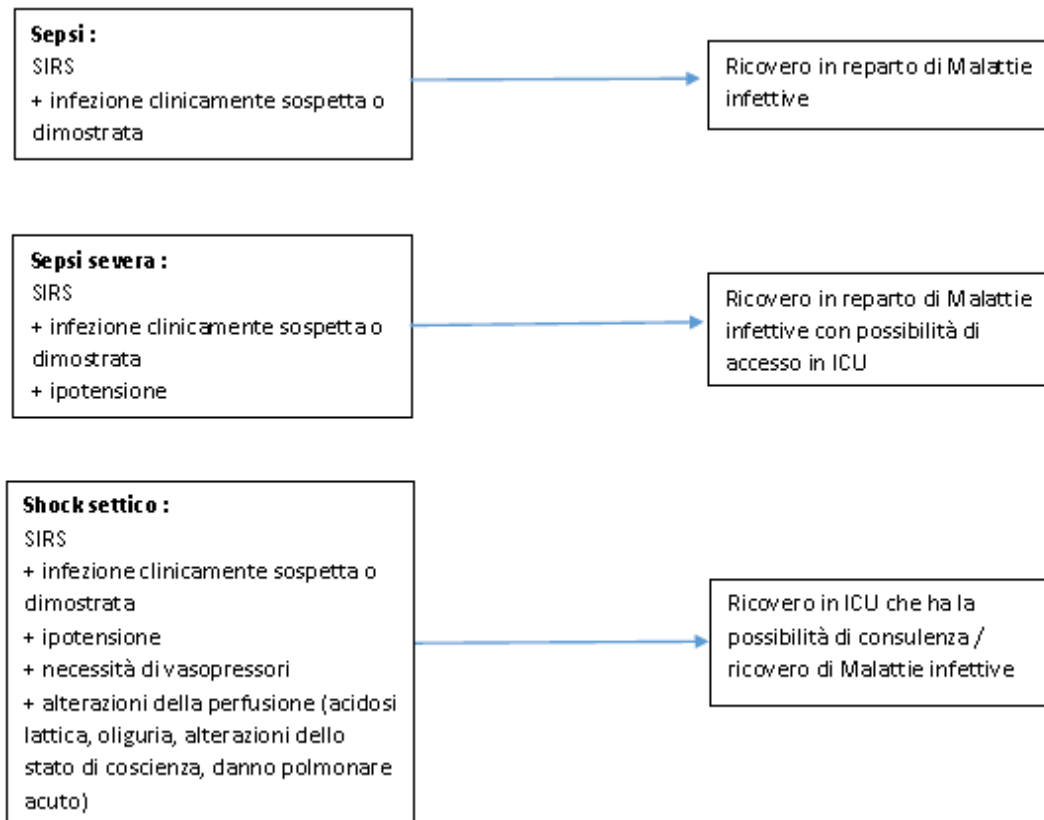 Sepsi :
SIRS
+ infezione clinicamente sospetta o
dimostrata
Ricovero in reparto di Malattie
infettive
Sepsi severa :
SIRS
+ infezione clinicamente sospetta o
dimostrata
+ ipotensione
Ricovero in reparto di Malattie
infettive con possibilità di
accesso in ICU
Shock settico :
SIRS
+ infezione clinicamente sospetta o
dimostrata
+ ipotensione
+ necessità di vasopressori
+ alterazioni della perfusione (acidosi
lattica, oliguria, alterazioni dello
stato di coscienza, danno polmonare
acuto)
Ricovero in ICU che ha la
possibilità di consulenza /
ricovero di Malattie infettive